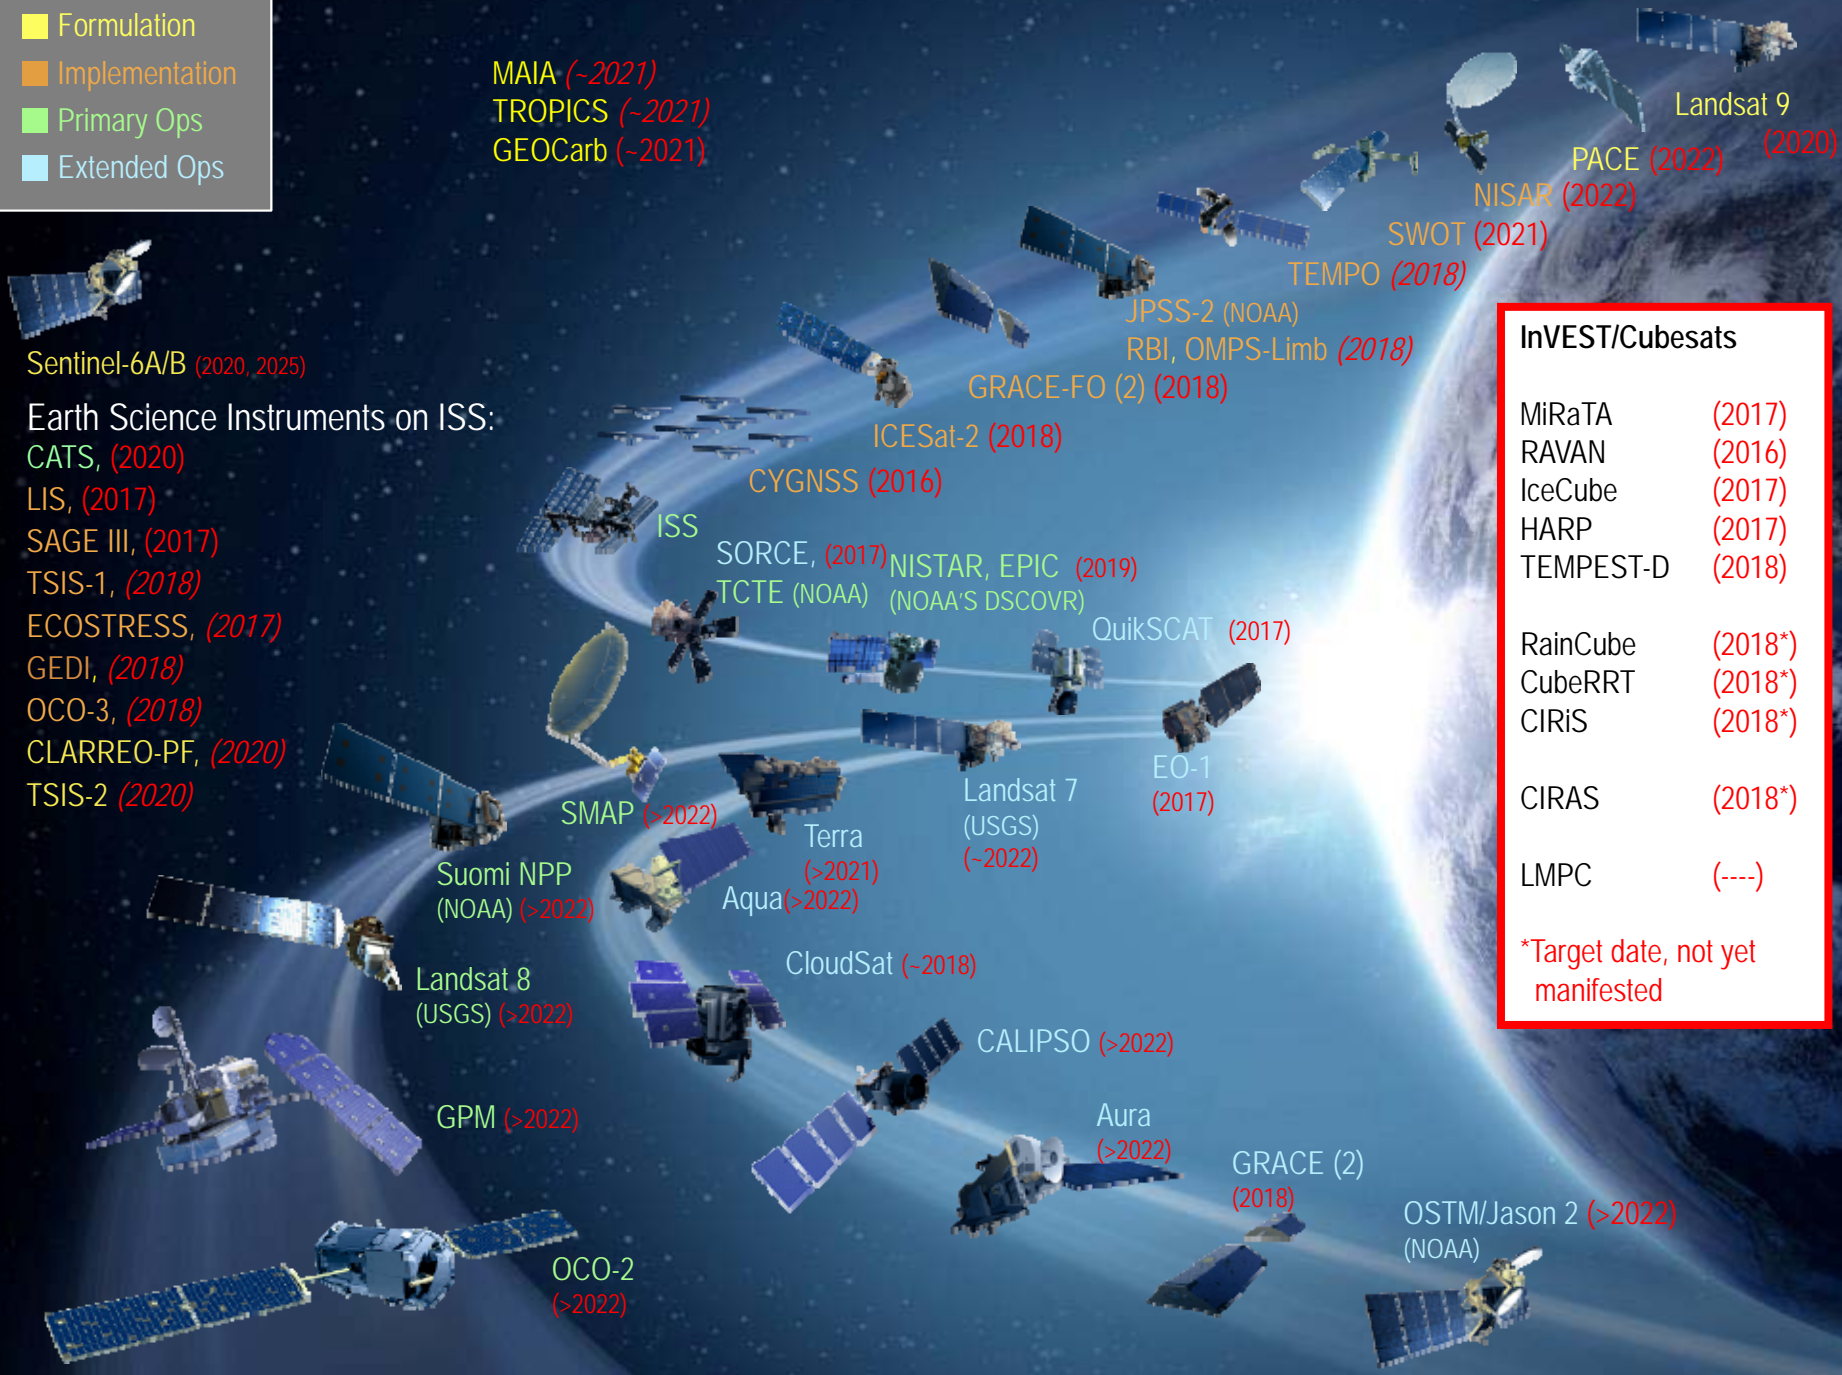 Formulation
Implementation
Primary Ops
Extended Ops
MAIA (~2021)
TROPICS (~2021)
GEOCarb (~2021)
Landsat 9
(2020)
PACE (2022)
NISAR (2022)
SWOT (2021)
TEMPO (2018)
JPSS-2 (NOAA)
RBI, OMPS-Limb (2018)
GRACE-FO (2) (2018)
ICESat-2 (2018)
CYGNSS (2016)
ISS
Sentinel-6A/B (2020, 2025)
Earth Science Instruments on ISS:
CATS, (2020)
LIS, (2017)
SAGE III, (2017)
TSIS-1, (2018)
ECOSTRESS, (2017)
GEDI, (2018)
OCO-3, (2018)
CLARREO-PF, (2020)
TSIS-2 (2020)
SORCE, (2017)
TCTE (NOAA)
NISTAR, EPIC (2019)
(NOAA'S DSCOVR)
QuikSCAT (2017)
EO-1
(2017)
Landsat 7
(USGS)
(~2022)
Terra
(>2021)
Aqua(>2022)
SMAP (>2022)
Suomi NPP
(NOAA) (>2022)
Landsat 8
(USGS) (>2022)
GPM (>2022)
OCO-2
(>2022)
CloudSat (~2018)
CALIPSO (>2022)
Aura
(>2022)
GRACE (2)
(2018)
OSTM/Jason 2 (>2022)
(NOAA)
InVEST/Cubesats
MiRaTA (2017)
RAVAN (2016)
IceCube (2017)
HARP (2017)
TEMPEST-D (2018)
RainCube (2018*)
CubeRRT (2018*)
CIRiS (2018*)
CIRAS (2018*)
LMPC (----)
*Target date, not yet
manifested